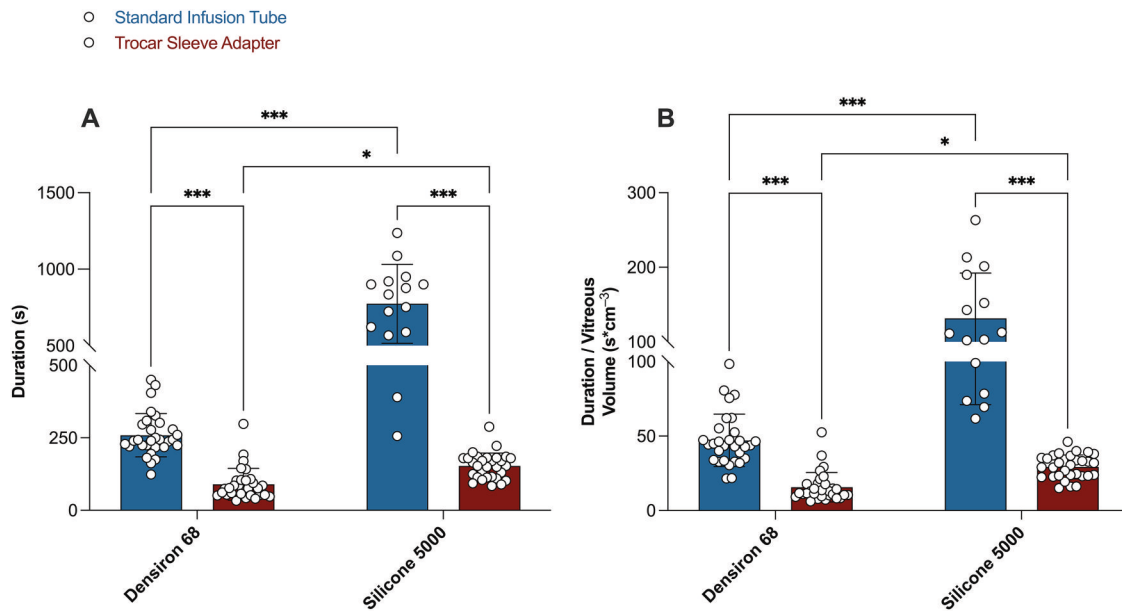 Standard Infusion Tube
Trocar Sleeve Adapter
A
***
*
***
***
Duration (s)
1500
1000
500
500
250
0
Densiron 68
Silicone 5000
B
***
*
***
***
Duration / Vitreous
Volume (s*cm⁻³)
300
200
100
100
50
0
Densiron 68
Silicone 5000